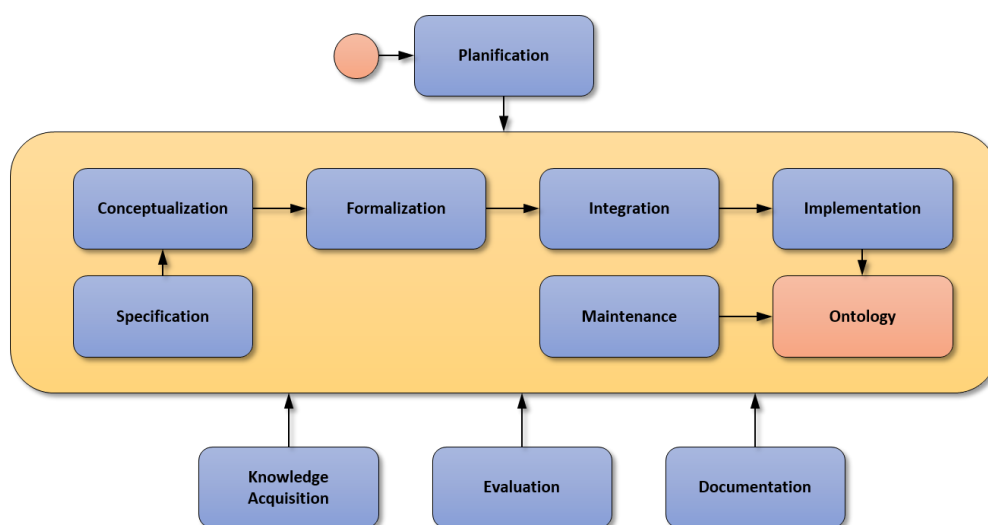 Planification
Conceptualization
Formalization
Integration
Implementation
Specification
Maintenance
Ontology
Knowledge
Acquisition
Evaluation
Documentation